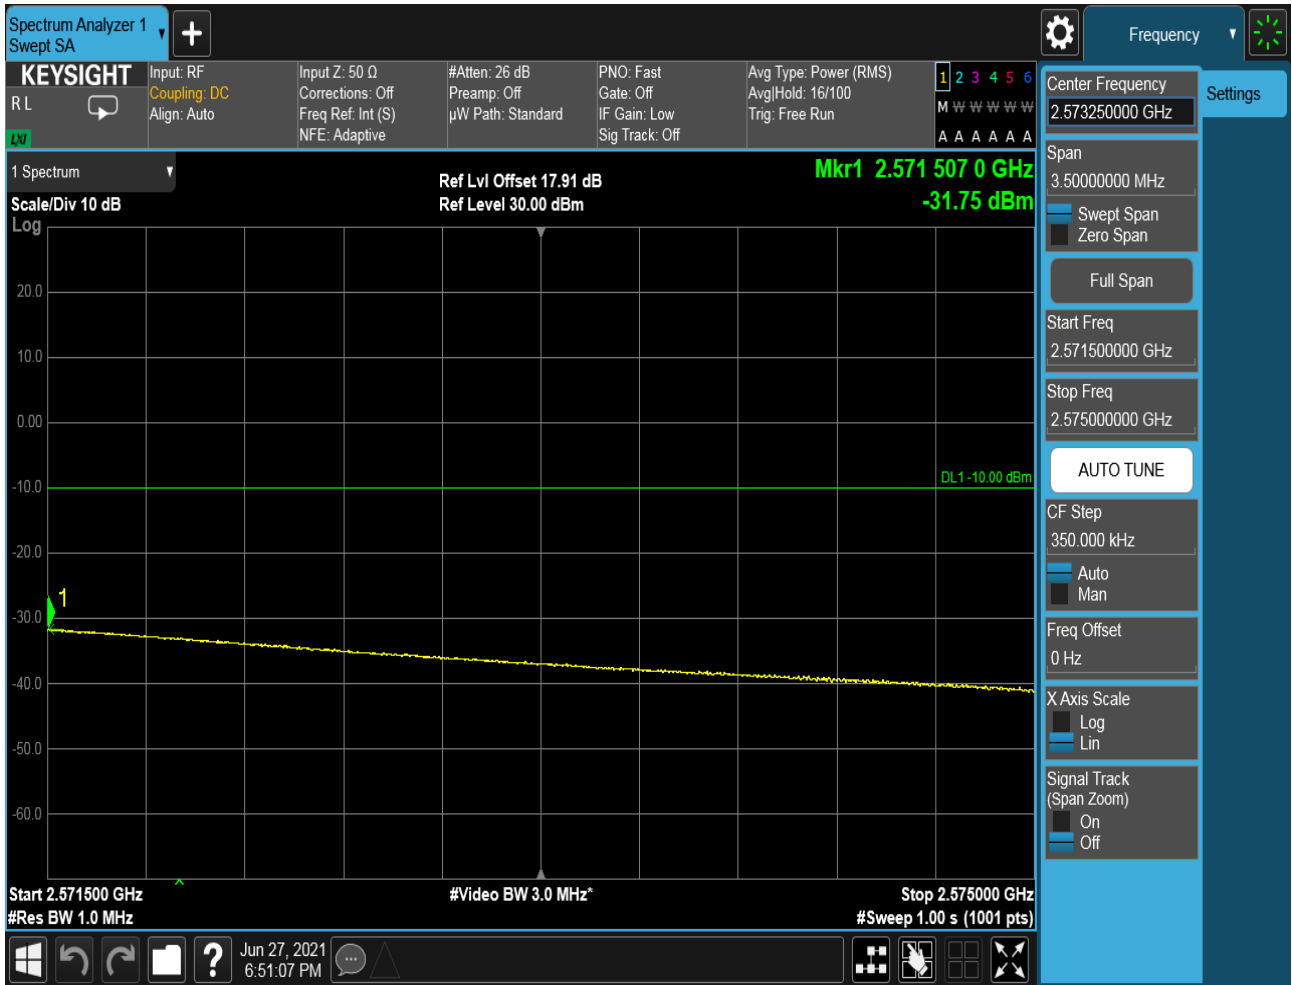 Spectrum Analyzer 1
Swept SA
Frequency
KEYSIGHT
R L
LXI
Input: RF
Coupling: DC
Align: Auto
Input Z: 50 Ω
Corrections: Off
Freq Ref: Int (S)
NFE: Adaptive
#Atten: 26 dB
Preamp: Off
µW Path: Standard
PNO: Fast
Gate: Off
IF Gain: Low
Sig Track: Off
Avg Type: Power (RMS)
Avg|Hold: 16/100
Trig: Free Run
1 2 3 4 5 6
M W W W W W
A A A A A A
1 Spectrum
Scale/Div 10 dB
Log
Ref Lvl Offset 17.91 dB
Ref Level 30.00 dBm
Mkr1 2.571 507 0 GHz
-31.75 dBm
20.0
10.0
0.00
-10.0
-20.0
-30.0
-40.0
-50.0
-60.0
DL1 -10.00 dBm
1
Start 2.571500 GHz
#Res BW 1.0 MHz
#Video BW 3.0 MHz*
Stop 2.575000 GHz
#Sweep 1.00 s (1001 pts)
Jun 27, 2021
6:51:07 PM
Center Frequency
2.573250000 GHz
Settings
Span
3.50000000 MHz
Swept Span
Zero Span
Full Span
Start Freq
2.571500000 GHz
Stop Freq
2.575000000 GHz
AUTO TUNE
CF Step
350.000 kHz
Auto
Man
Freq Offset
0 Hz
X Axis Scale
Log
Lin
Signal Track
(Span Zoom)
On
Off